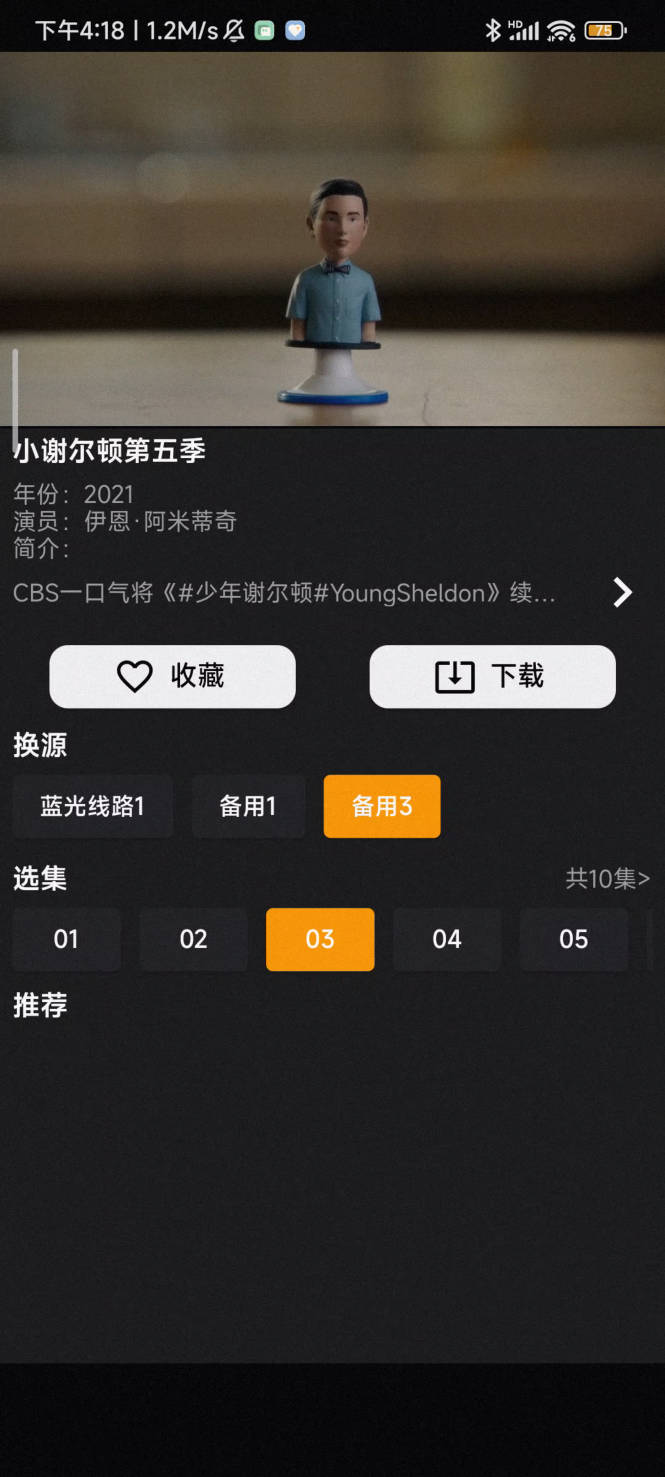 下午4:18 | 1.2M/s HD 6 75
小谢尔顿第五季
年份：2021
演员：伊恩·阿米蒂奇
简介：
CBS一口气将《#少年谢尔顿#YoungSheldon》续...
收藏 下载
换源
蓝光线路1 备用1 备用3
选集 共10集>
01 02 03 04 05
推荐